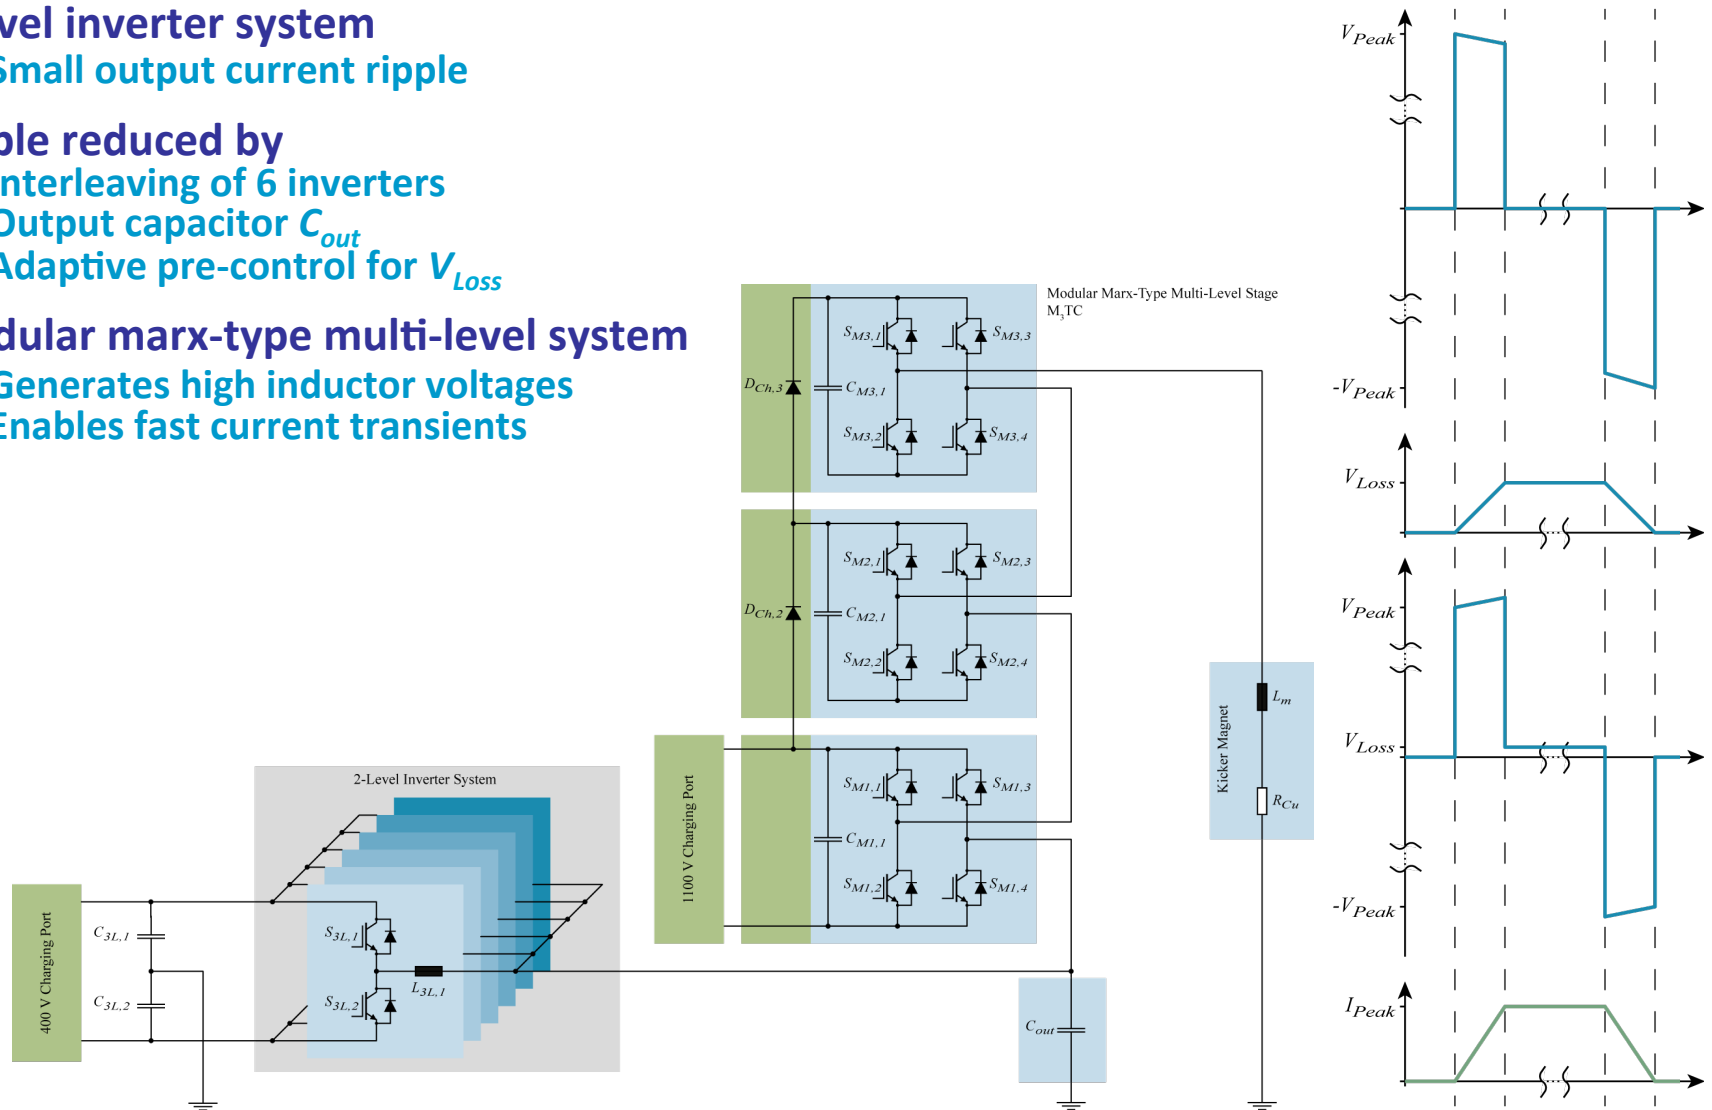 vel inverter system
Small output current ripple
ple reduced by
nterleaving of 6 inverters
Output capacitor Cout
Adaptive pre-control for VLoss
dular marx-type multi-level system
Generates high inductor voltages
Enables fast current transients
Modular Marx-Type Multi-Level Stage
M3TC
SM3,1
SM3,3
DCh,3
CM3,1
SM3,2
SM3,4
SM2,1
SM2,3
DCh,2
CM2,1
SM2,2
SM2,4
1100 V Charging Port
SM1,1
SM1,3
CM1,1
SM1,2
SM1,4
Kicker Magnet
Lm
RCu
2-Level Inverter System
400 V Charging Port
C3L,1
C3L,2
S3L,1
S3L,2
L3L,1
Cout
VPeak
-VPeak
VLoss
VPeak
VLoss
-VPeak
IPeak